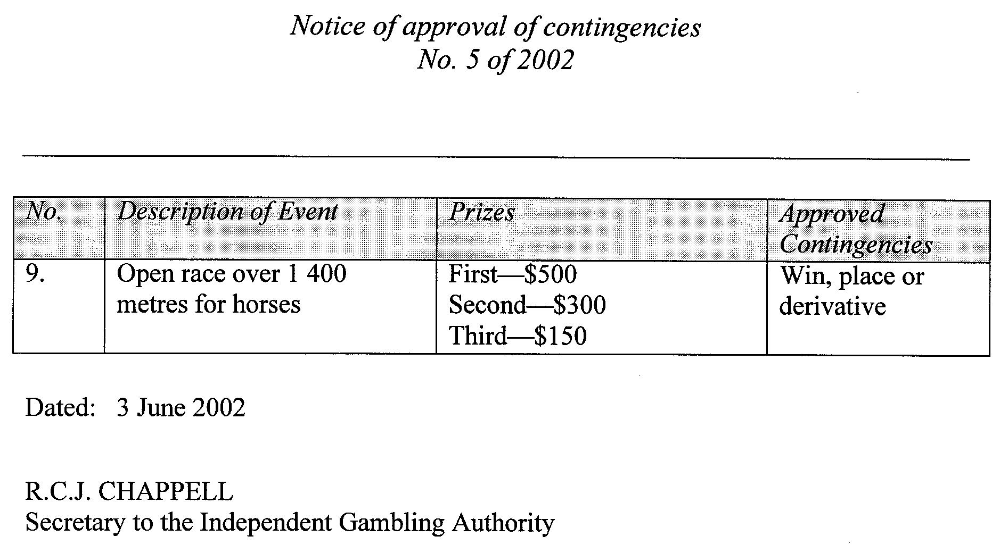 Notice of approval of contingencies
No. 5 of 2002
No. Description of Event Prizes Approved
Contingencies
9. Open race over 1 400 First—$500 Win, place or
metres for horses Second—$300 derivative
Third—$150
Dated: 3 June 2002
R.C.J. CHAPPELL
Secretary to the Independent Gambling Authority